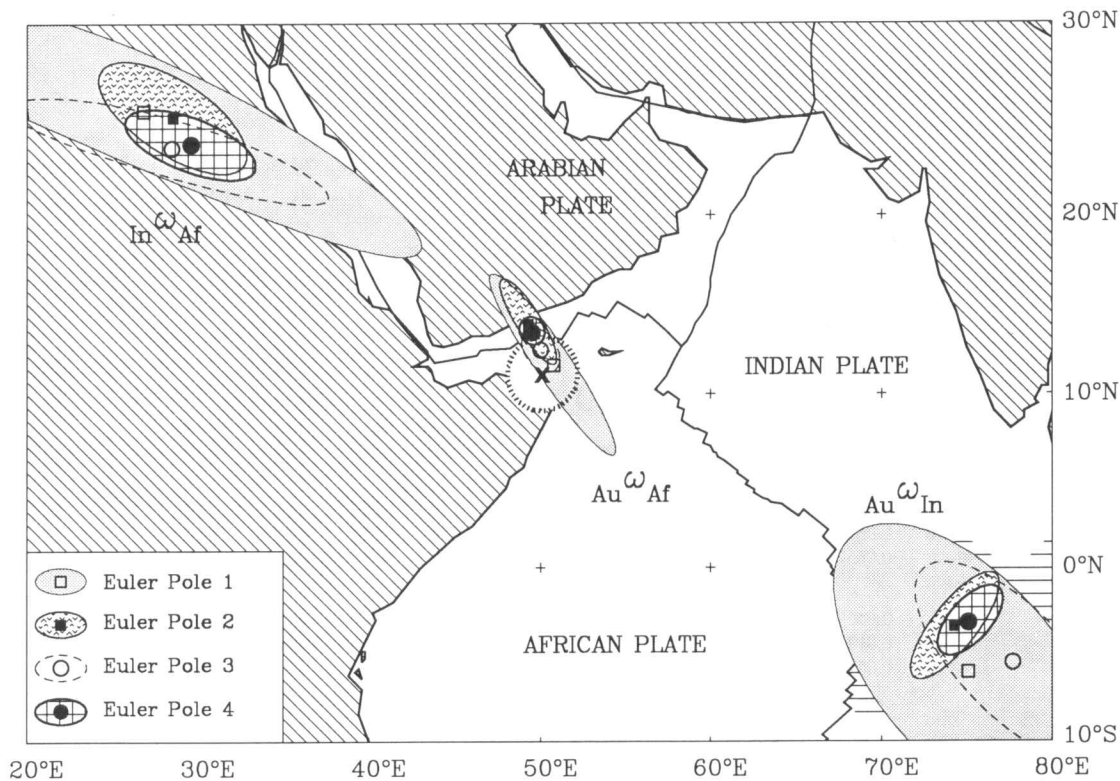 30°N
ARABIAN
PLATE
20°N
In ω Af
INDIAN PLATE
10°N
Au ω Af
Au ω In
0°N
Euler Pole 1
Euler Pole 2
Euler Pole 3
Euler Pole 4
AFRICAN PLATE
10°S
20°E 30°E 40°E 50°E 60°E 70°E 80°E